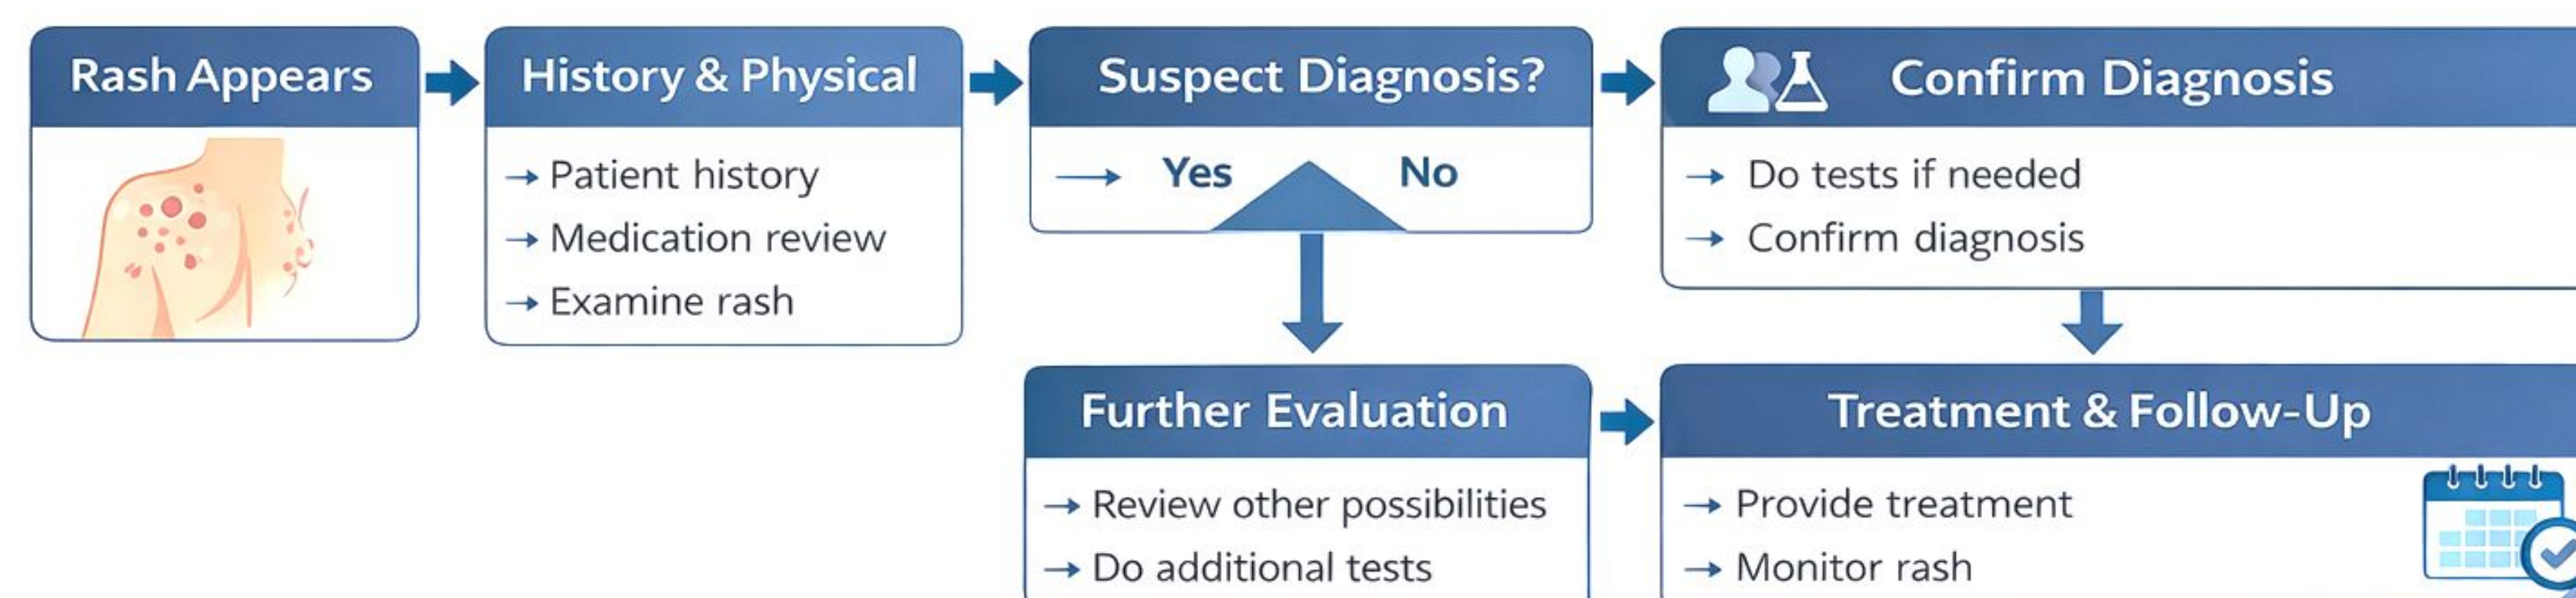 Rash Appears
History & Physical
→ Patient history
→ Medication review
→ Examine rash
Suspect Diagnosis?
→ Yes No
Confirm Diagnosis
→ Do tests if needed
→ Confirm diagnosis
Further Evaluation
→ Review other possibilities
→ Do additional tests
Treatment & Follow-Up
→ Provide treatment
→ Monitor rash